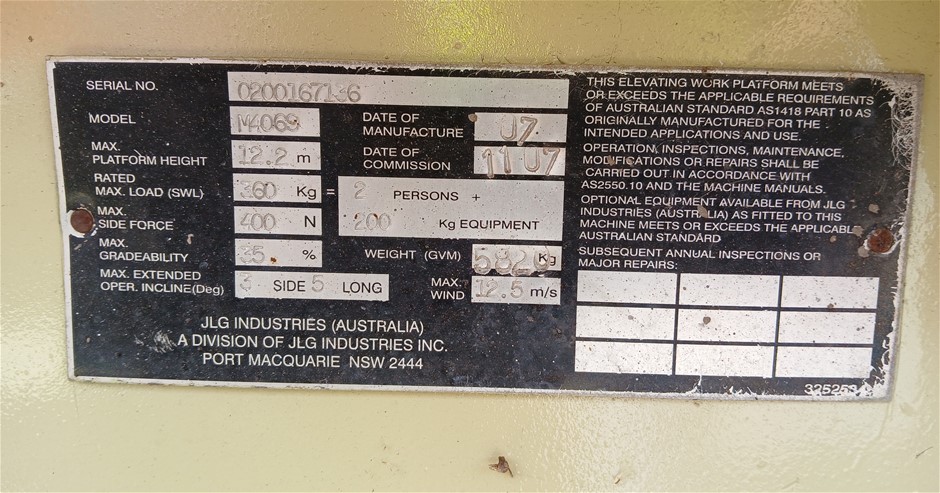 SERIAL NO.
MODEL M4069
MAX. PLATFORM HEIGHT 12.2 m
RATED MAX. LOAD (SWL) 360 Kg = 2 PERSONS +
200 Kg EQUIPMENT
MAX. SIDE FORCE 400 N
MAX. GRADEABILITY 35 %
MAX. EXTENDED OPER. INCLINE(Deg) 3 SIDE 5 LONG
DATE OF MANUFACTURE 07
DATE OF COMMISSION 11 07
WEIGHT (GVM) 5820 Kg
MAX. WIND 12.5 m/s
JLG INDUSTRIES (AUSTRALIA)
A DIVISION OF JLG INDUSTRIES INC.
PORT MACQUARIE NSW 2444
THIS ELEVATING WORK PLATFORM MEETS
OR EXCEEDS THE APPLICABLE REQUIREMENTS
OF AUSTRALIAN STANDARD AS1418 PART 10 AS
ORIGINALLY MANUFACTURED FOR THE
INTENDED APPLICATIONS AND USE.
OPERATION, INSPECTIONS, MAINTENANCE,
MODIFICATIONS OR REPAIRS SHALL BE
CARRIED OUT IN ACCORDANCE WITH
AS2550.10 AND THE MACHINE MANUALS.
OPTIONAL EQUIPMENT AVAILABLE FROM JLG
INDUSTRIES (AUSTRALIA) AS FITTED TO THIS
MACHINE MEETS OR EXCEEDS THE APPLICABLE
AUSTRALIAN STANDARD
SUBSEQUENT ANNUAL INSPECTIONS OR
MAJOR REPAIRS: